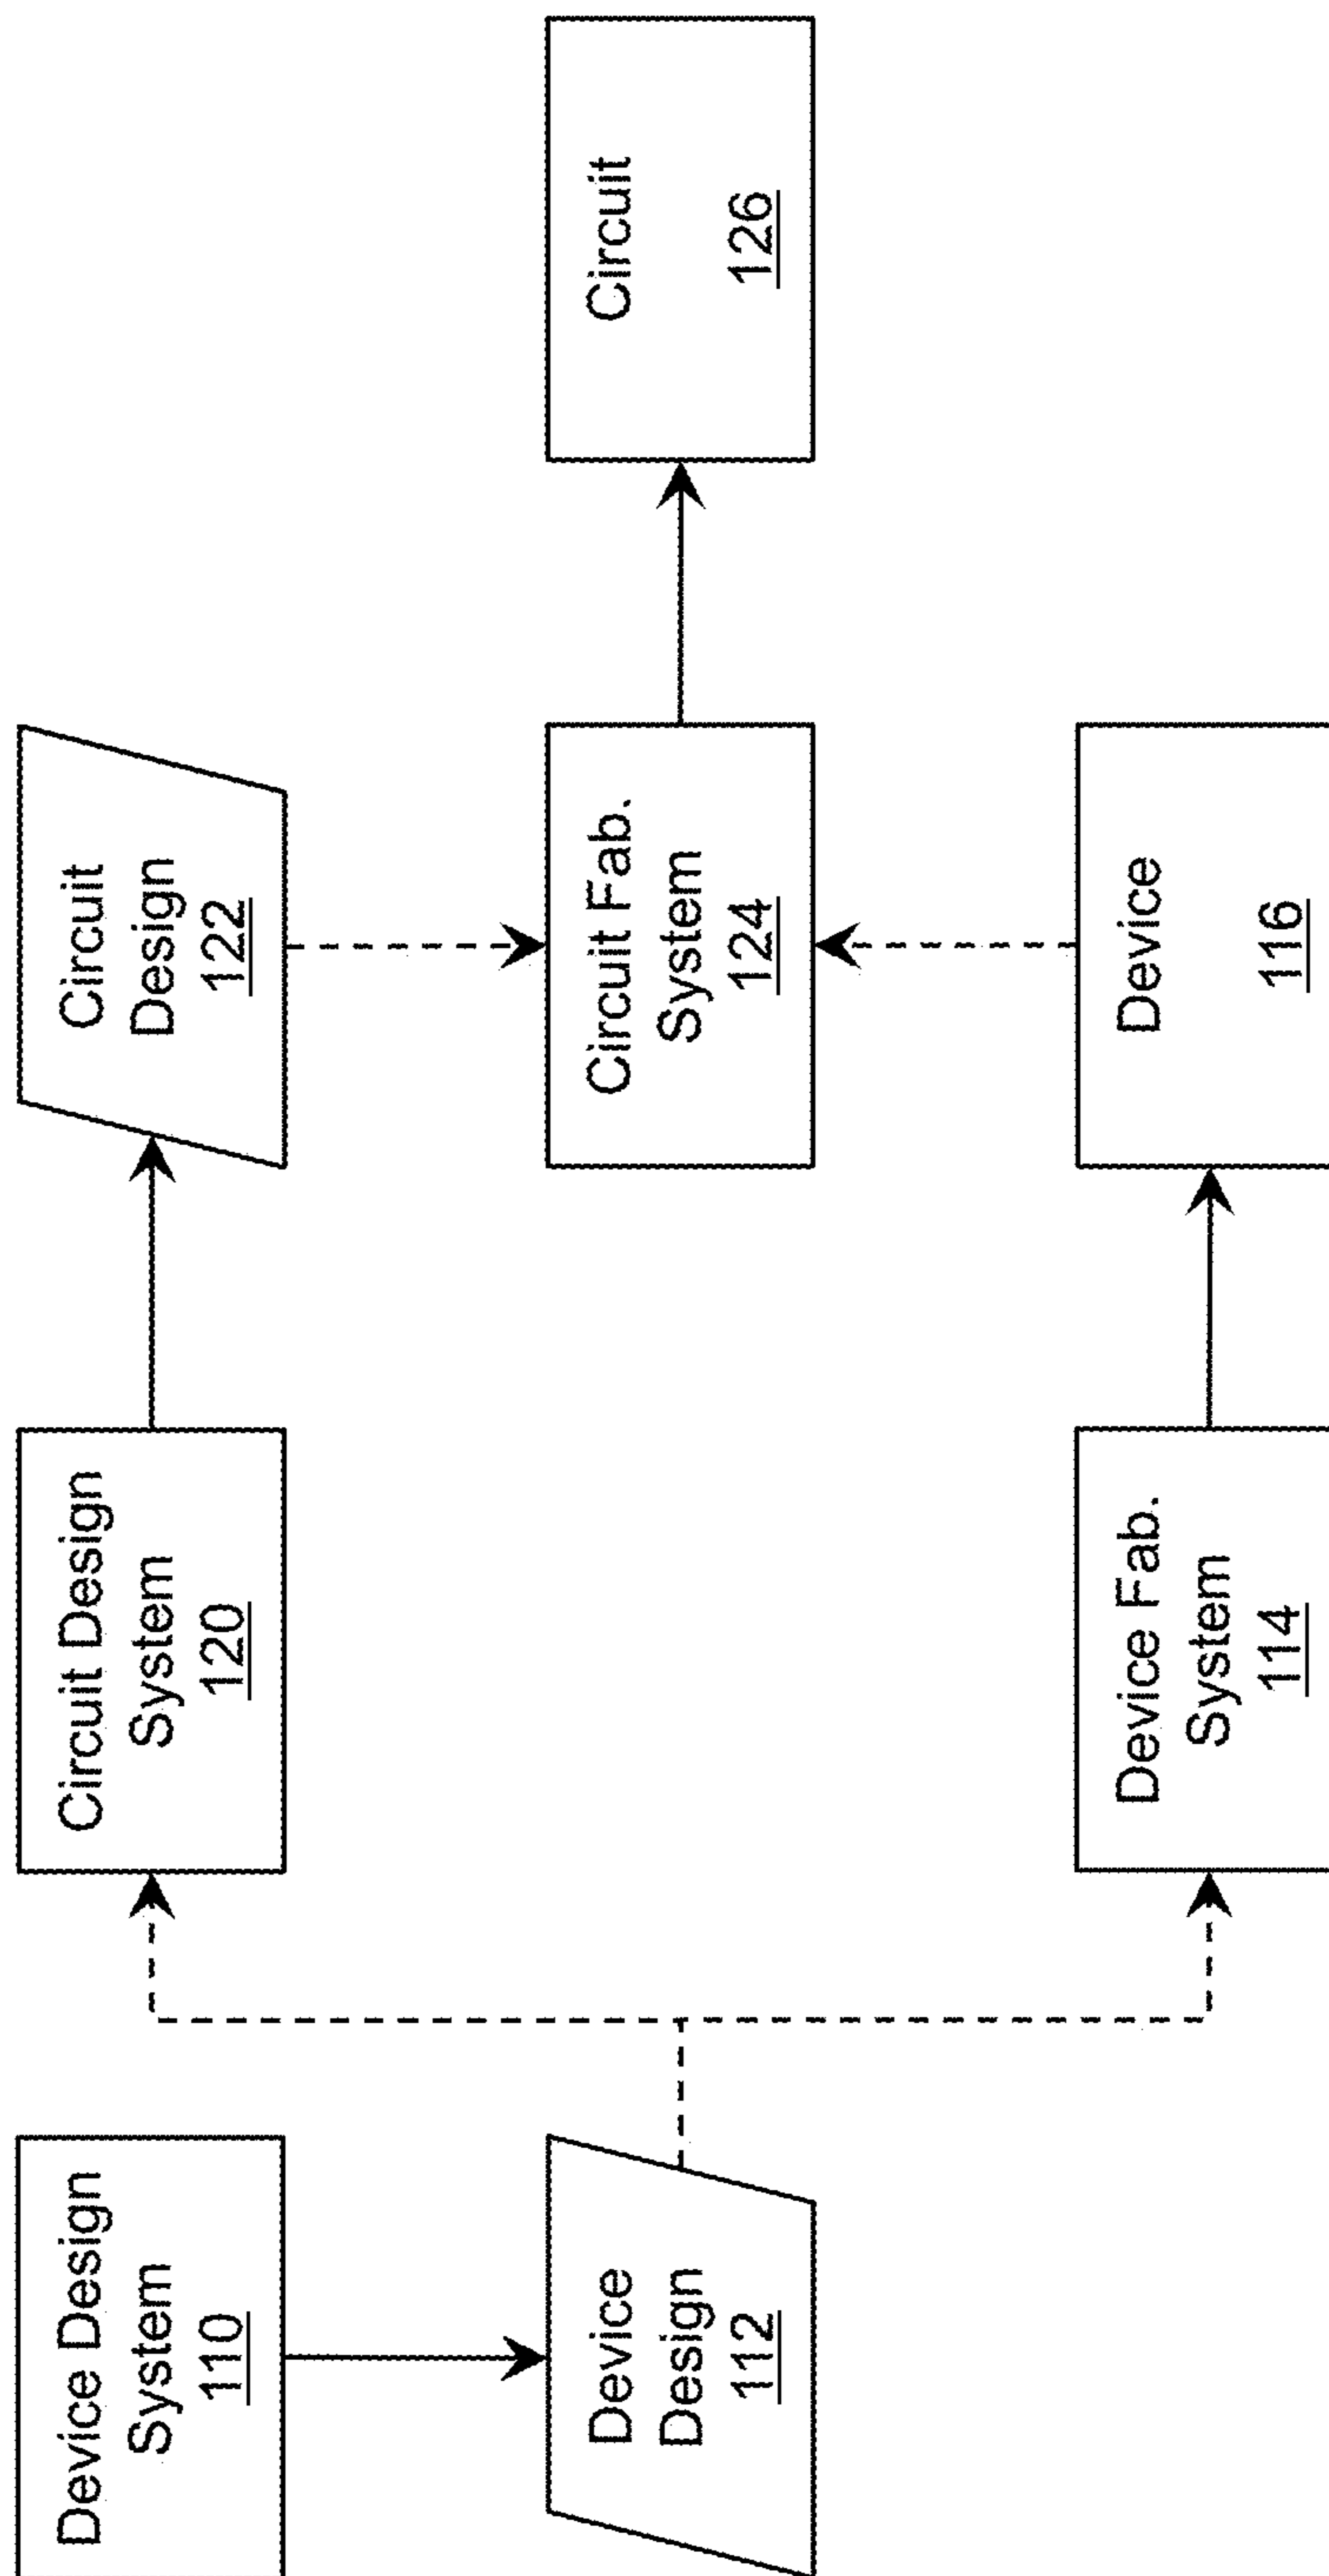 Device Design
System
110
Device
Design
112
Circuit Design
System
120
Device Fab.
System
114
Circuit
Design
122
Circuit Fab.
System
124
Device
116
Circuit
126